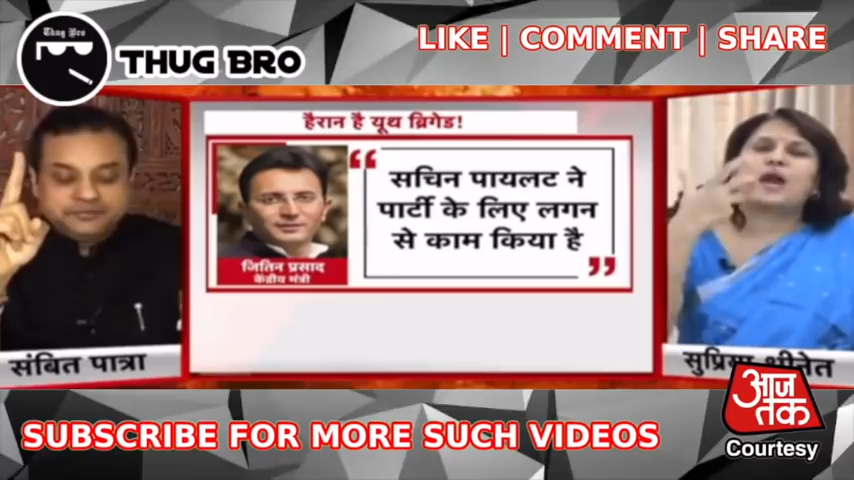 Thug Bro
THUG BRO
LIKE | COMMENT | SHARE
हैरान है यूथ ब्रिगेड!
“
सचिन पायलट ने
पार्टी के लिए लगन
से काम किया है
”
जितिन प्रसाद
केंद्रीय मंत्री
संबित पात्रा
सुप्रिया श्रीनेत
आज
तक
Courtesy
SUBSCRIBE FOR MORE SUCH VIDEOS